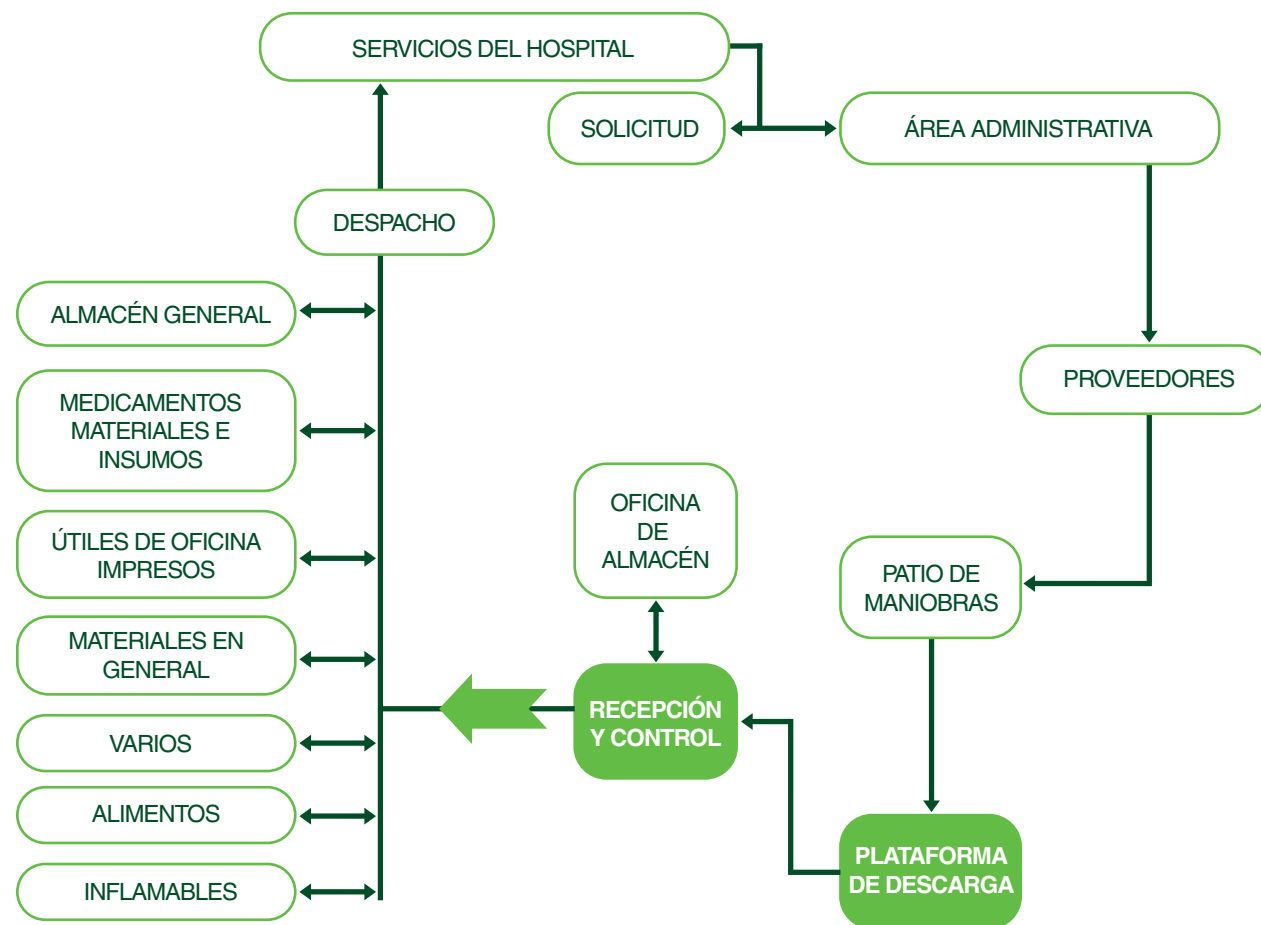 SERVICIOS DEL HOSPITAL
SOLICITUD
ÁREA ADMINISTRATIVA
DESPACHO
ALMACÉN GENERAL
PROVEEDORES
MEDICAMENTOS
MATERIALES E
INSUMOS
OFICINA
DE
ALMACÉN
ÚTILES DE OFICINA
IMPRESOS
PATIO DE
MANIOBRAS
MATERIALES EN
GENERAL
RECEPCIÓN
Y CONTROL
VARIOS
ALIMENTOS
PLATAFORMA
DE DESCARGA
INFLAMABLES